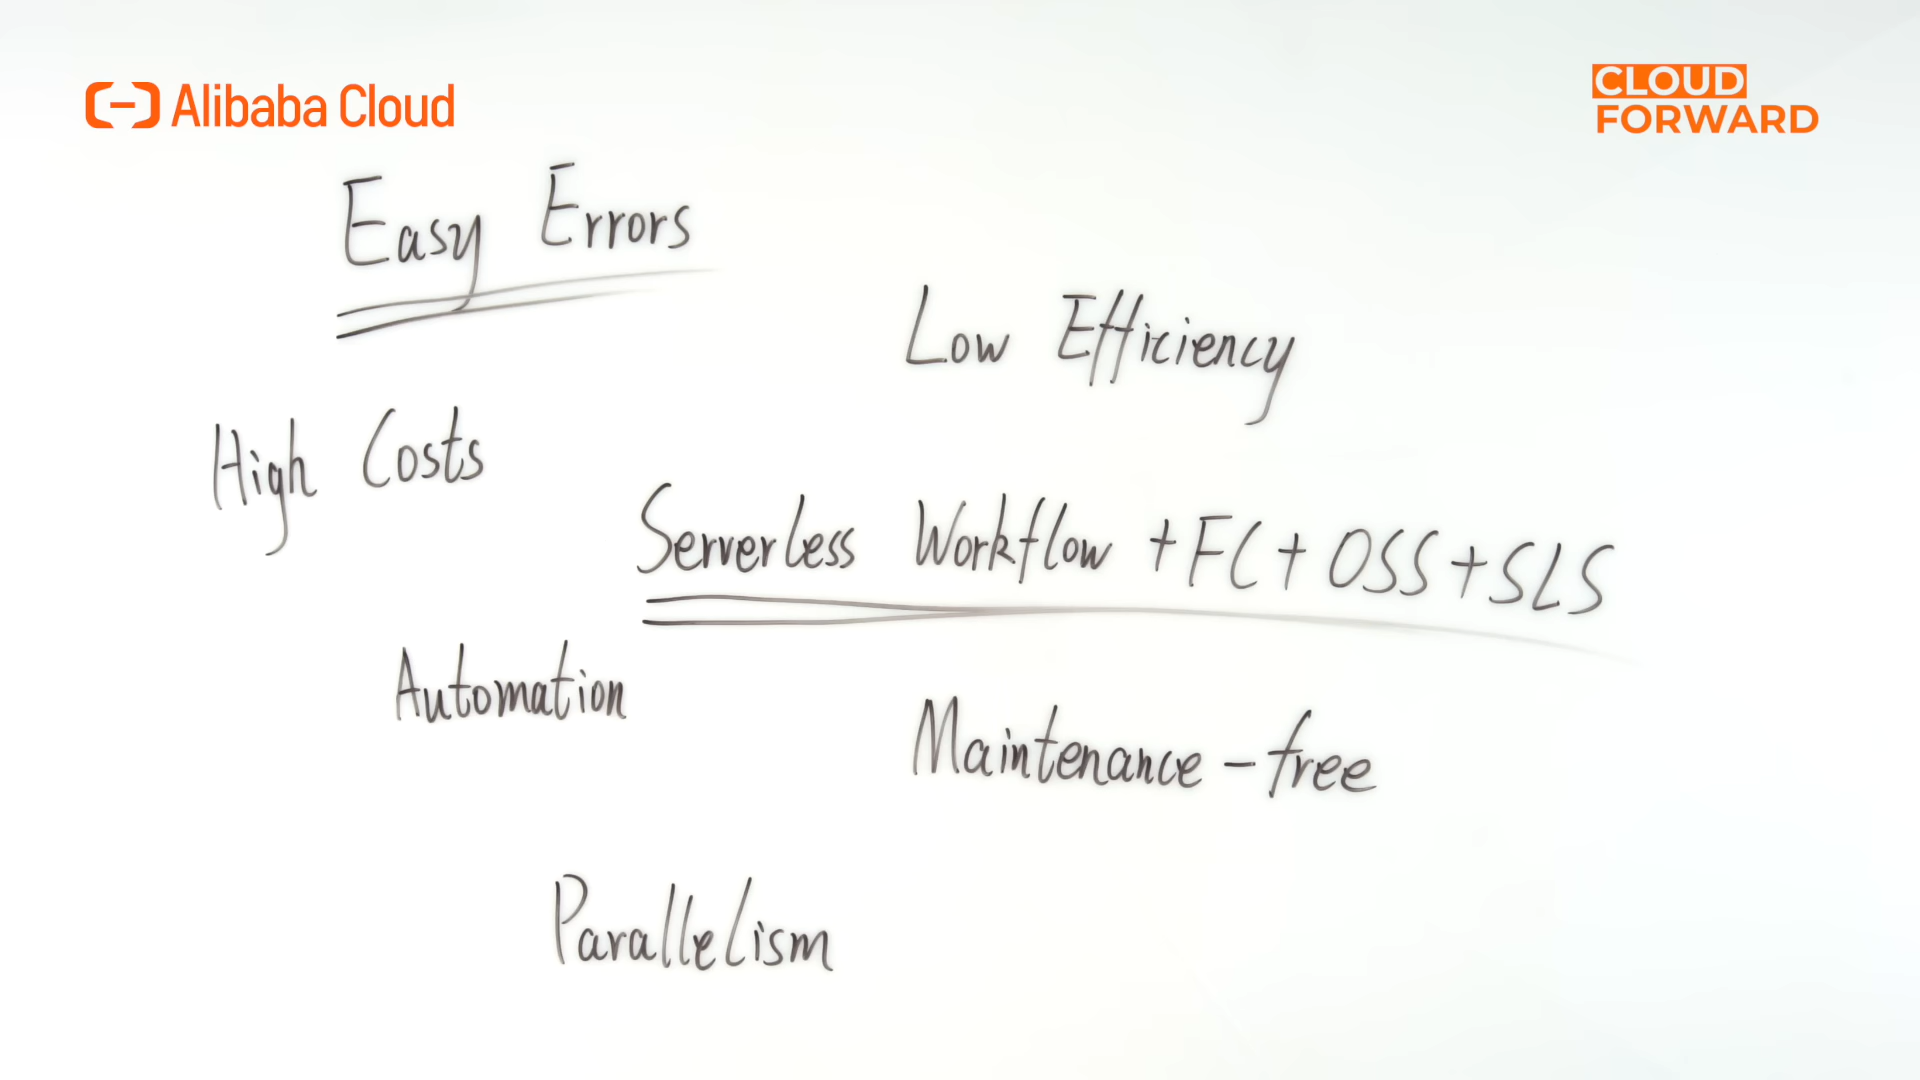 Alibaba Cloud
CLOUD
FORWARD
Easy Errors
Low Efficiency
High Costs
Serverless Workflow + FC + OSS + SLS
Automation
Maintenance-free
Parallelism